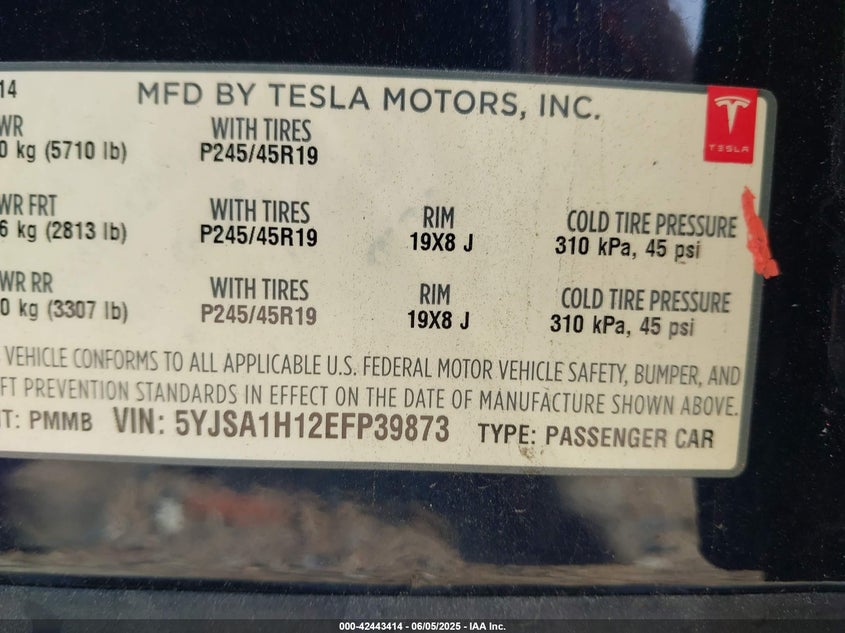 14 MFD BY TESLA MOTORS, INC.
TESLA
WR WITH TIRES
0 kg (5710 lb) P245/45R19
WR FRT WITH TIRES RIM COLD TIRE PRESSURE
6 kg (2813 lb) P245/45R19 19X8 J 310 kPa, 45 psi
WR RR WITH TIRES RIM COLD TIRE PRESSURE
0 kg (3307 lb) P245/45R19 19X8 J 310 kPa, 45 psi
VEHICLE CONFORMS TO ALL APPLICABLE U.S. FEDERAL MOTOR VEHICLE SAFETY, BUMPER, AND
FT PREVENTION STANDARDS IN EFFECT ON THE DATE OF MANUFACTURE SHOWN ABOVE.
T: PMMB VIN: 5YJSA1H12EFP39873 TYPE: PASSENGER CAR
000-42443414 - 06/05/2025 - IAA Inc.